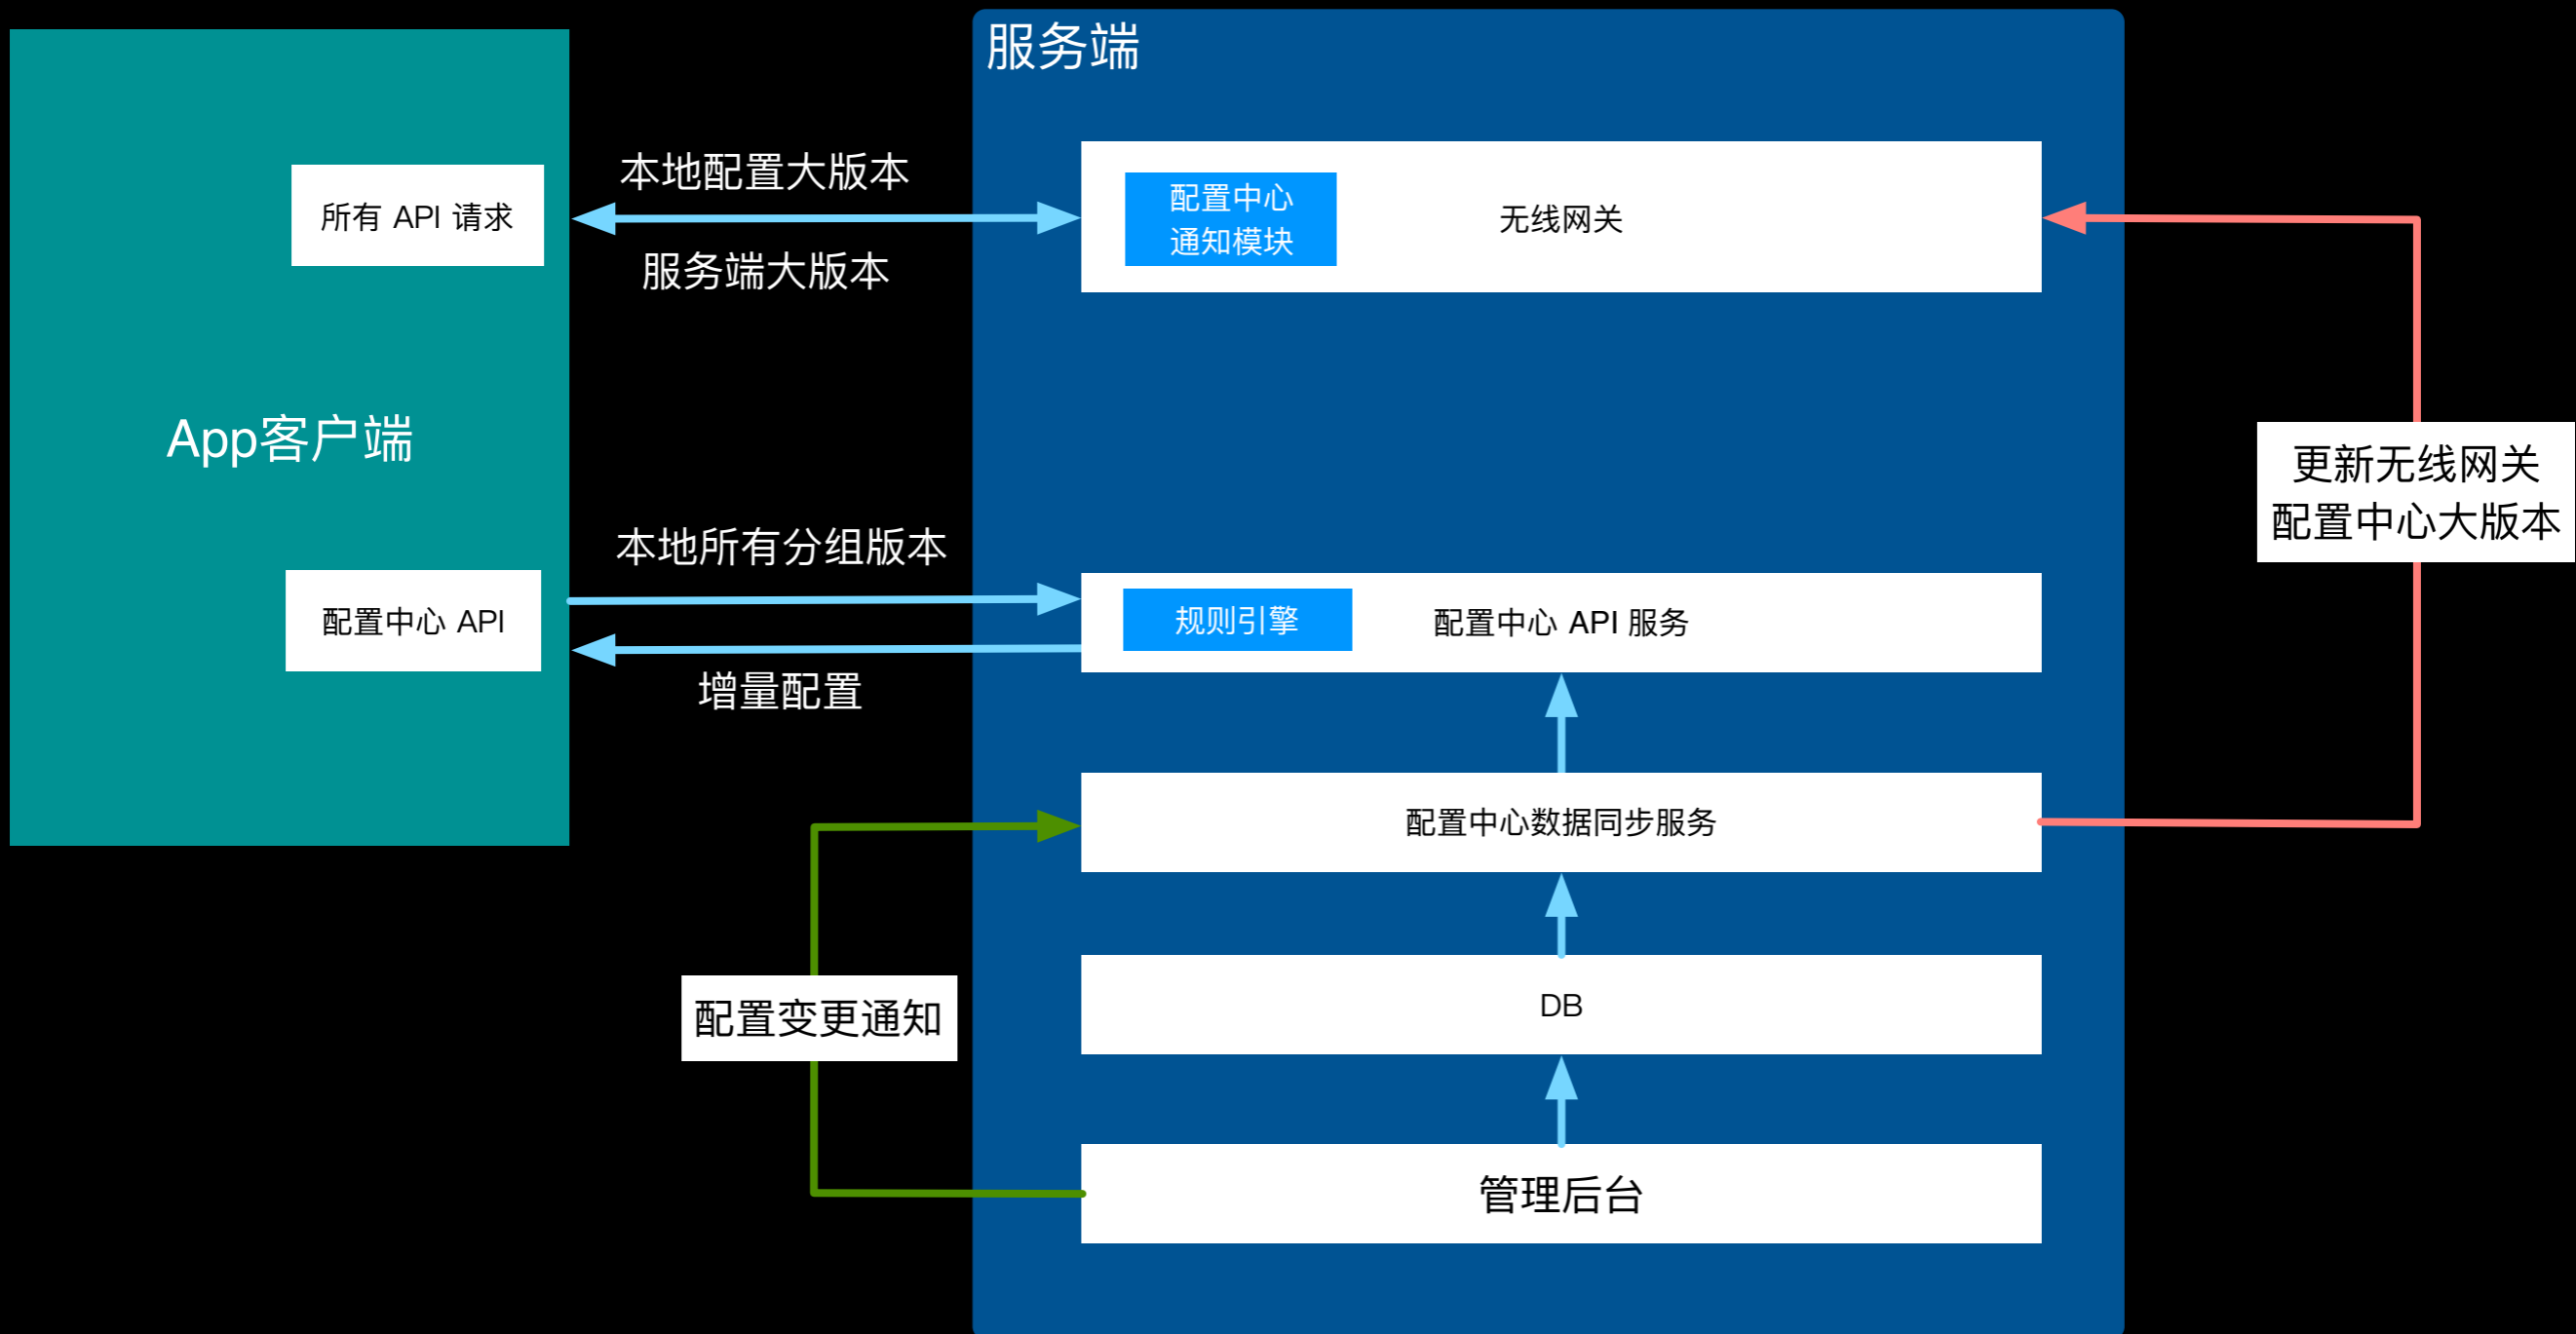 服务端
本地配置大版本
所有 API 请求
服务端大版本
配置中心
通知模块
无线网关
App客户端
更新无线网关
配置中心大版本
本地所有分组版本
配置中心 API
增量配置
规则引擎
配置中心 API 服务
配置中心数据同步服务
配置变更通知
DB
管理后台